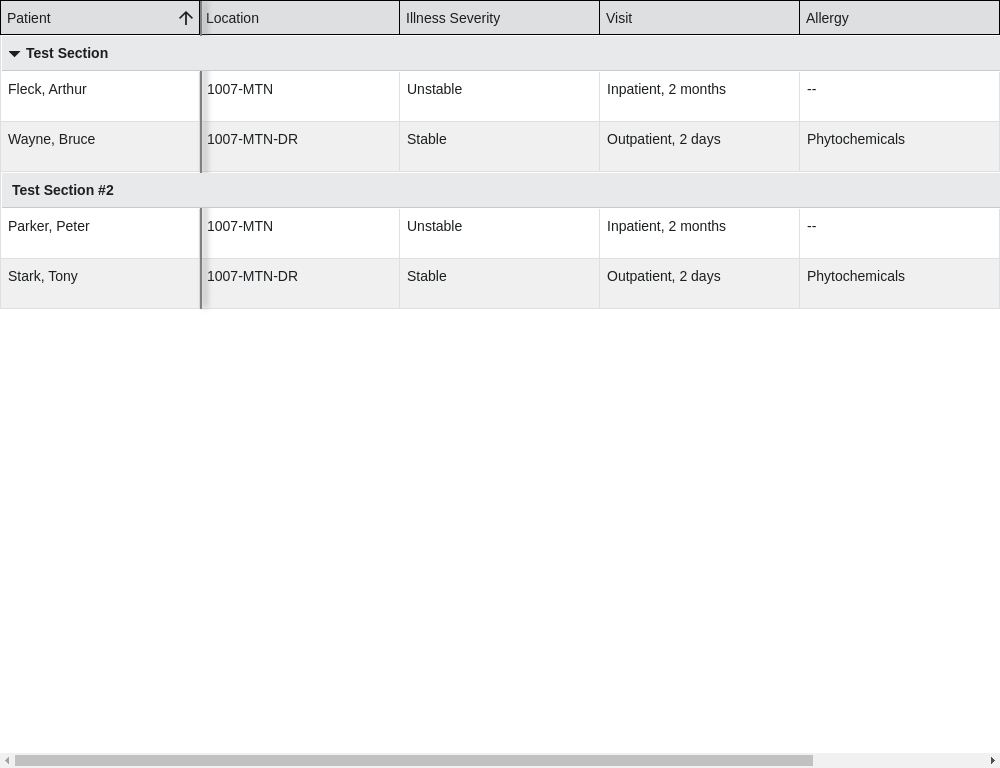 Patient Location Illness Severity Visit Allergy
Test Section
Fleck, Arthur 1007-MTN Unstable Inpatient, 2 months --
Wayne, Bruce 1007-MTN-DR Stable Outpatient, 2 days Phytochemicals
Test Section #2
Parker, Peter 1007-MTN Unstable Inpatient, 2 months --
Stark, Tony 1007-MTN-DR Stable Outpatient, 2 days Phytochemicals